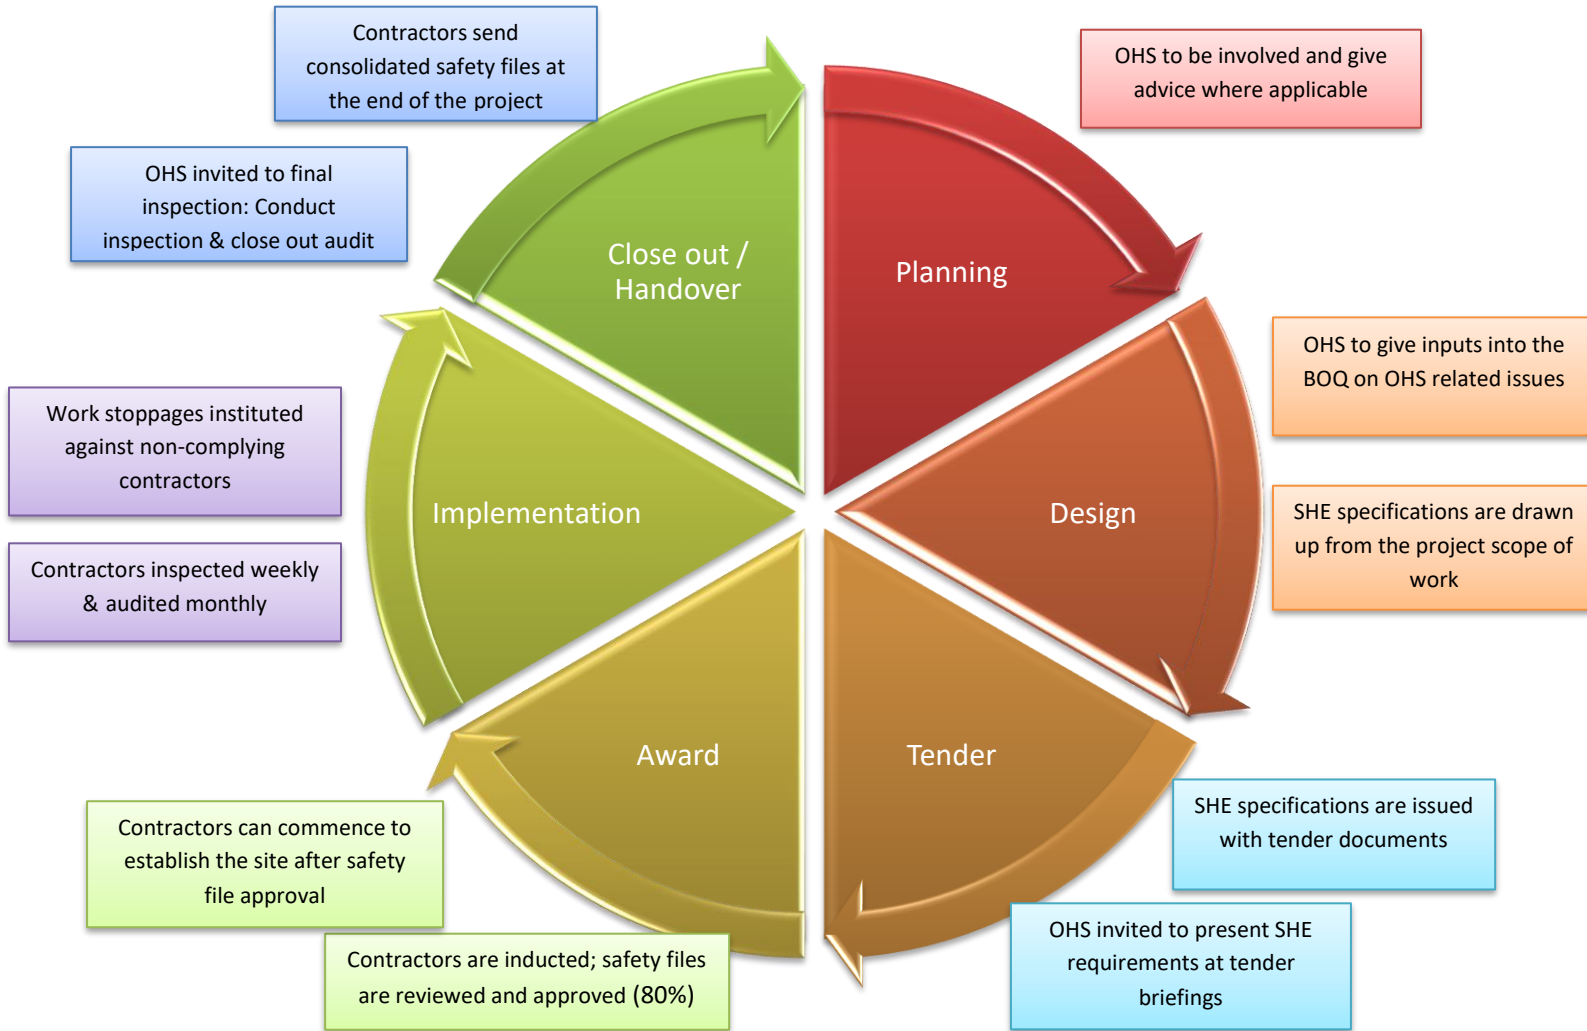 Contractors send
consolidated safety files at
the end of the project
OHS to be involved and give
advice where applicable
OHS invited to final
inspection: Conduct
inspection & close out audit
Close out /
Handover
Planning
OHS to give inputs into the
BOQ on OHS related issues
Work stoppages instituted
against non-complying
contractors
Implementation
Design
SHE specifications are drawn
up from the project scope of
work
Contractors inspected weekly
& audited monthly
Award
Tender
Contractors can commence to
establish the site after safety
file approval
SHE specifications are issued
with tender documents
Contractors are inducted; safety files
are reviewed and approved (80%)
OHS invited to present SHE
requirements at tender
briefings